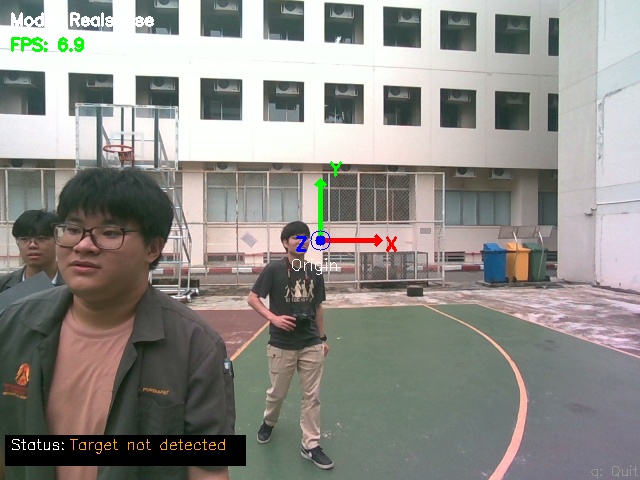 Mode: Realsense
FPS: 6.9
Y
Z
X
Origin
Status: Target not detected
q: Quit